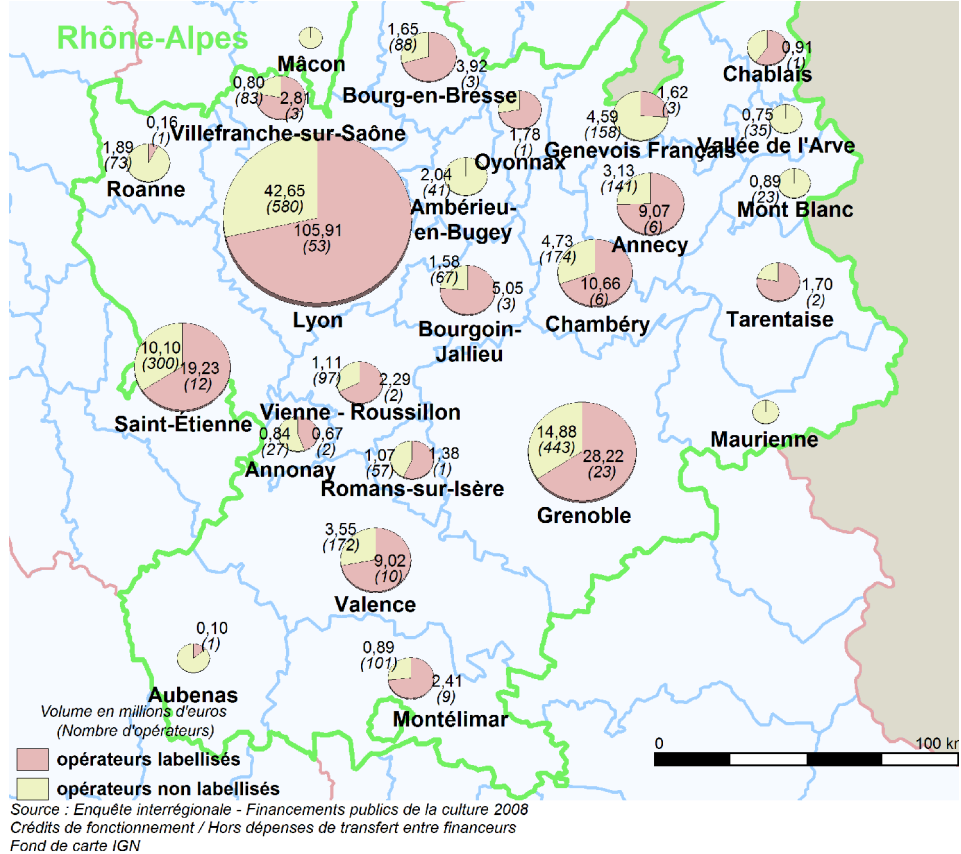 Rhône-Alpes
Mâcon
1,65
(88)
3,92
(3)
Bourg-en-Bresse
0,91
(1)
Chablais
0,80
(83)
2,81
(3)
Villefranche-sur-Saône
1,78
(1)
Oyonnax
1,62
(3)
4,59
(158)
Genevois Français
0,75
(35)
Vallée de l'Arve
0,16
(1)
1,89
(73)
Roanne
42,65
(580)
105,91
(53)
Lyon
2,04
(41)
Ambérieu-
en-Bugey
3,13
(141)
9,07
(6)
Annecy
0,89
(23)
Mont Blanc
1,58
(67)
5,05
(3)
Bourgoin-
Jallieu
4,73
(174)
10,66
(6)
Chambéry
1,70
(2)
Tarentaise
10,10
(300)
19,23
(12)
Saint-Étienne
1,11
(97)
2,29
(2)
Vienne - Roussillon
Maurienne
0,84
(27)
0,67
(2)
Annonay
1,07
(57)
1,38
(1)
Romans-sur-Isère
14,88
(443)
28,22
(23)
Grenoble
3,55
(172)
9,02
(10)
Valence
0,10
(1)
Aubenas
0,89
(101)
2,41
(9)
Montélimar
Volume en millions d'euros
(Nombre d'opérateurs)
opérateurs labellisés
opérateurs non labellisés
0 100 km
Source : Enquête interrégionale - Financements publics de la culture 2008
Crédits de fonctionnement / Hors dépenses de transfert entre financeurs
Fond de carte IGN